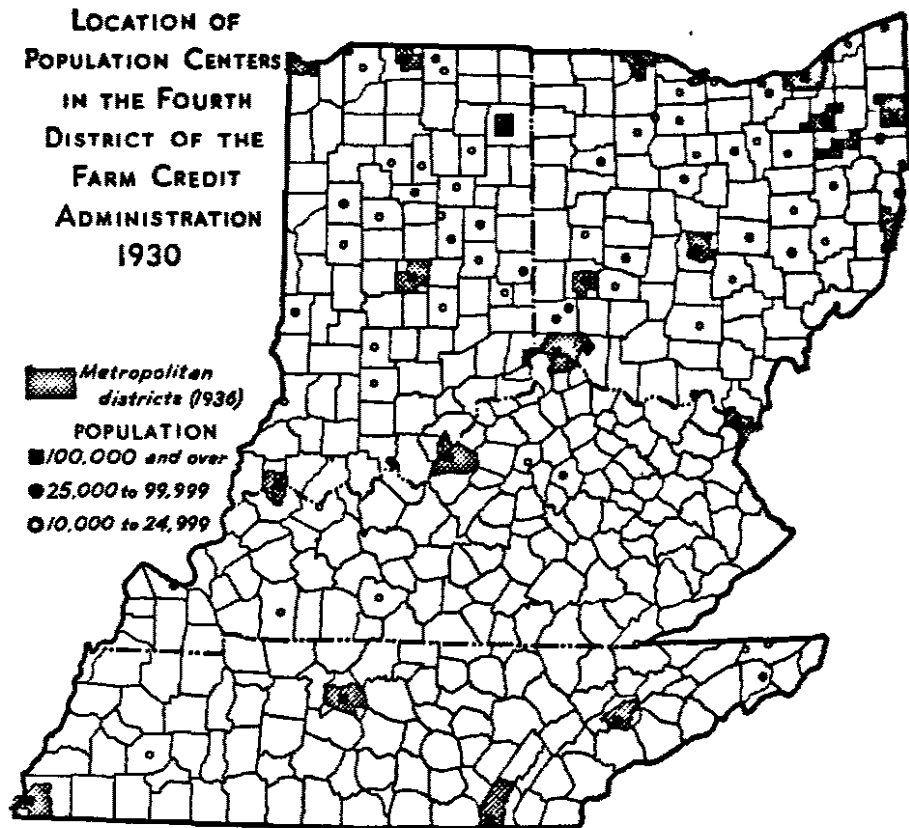 LOCATION OF
POPULATION CENTERS
IN THE FOURTH
DISTRICT OF THE
FARM CREDIT
ADMINISTRATION
1930
Metropolitan
districts (1936)
POPULATION
100,000 and over
25,000 to 99,999
10,000 to 24,999